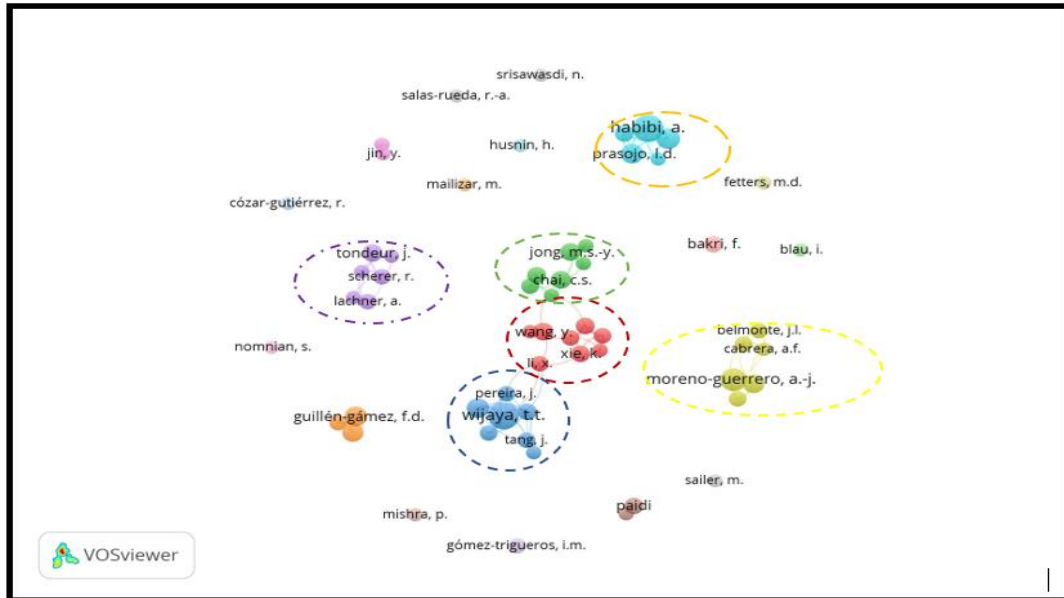 srisawasdi, n.
salas-rueda, r.-a.
habibi, a.
husnin, h.
jin, y.
prasojo, l.d.
mailizar, m.
fetters, m.d.
cózar-gutiérrez, r.
bakri, f.
blau, i.
tondeur, j.
jong, m.s.-y.
scherer, r.
chai, c.s.
lachner, a.
wang, y.
belmonte, j.l.
nomnian, s.
xie, k.
cabrera, a.f.
li, x.
moreno-guerrero, a.-j.
pereira, j.
guillén-gámez, f.d.
wijaya, t.t.
tang, j.
sailer, m.
paidi
mishra, p.
gómez-trigueros, i.m.
VOSviewer